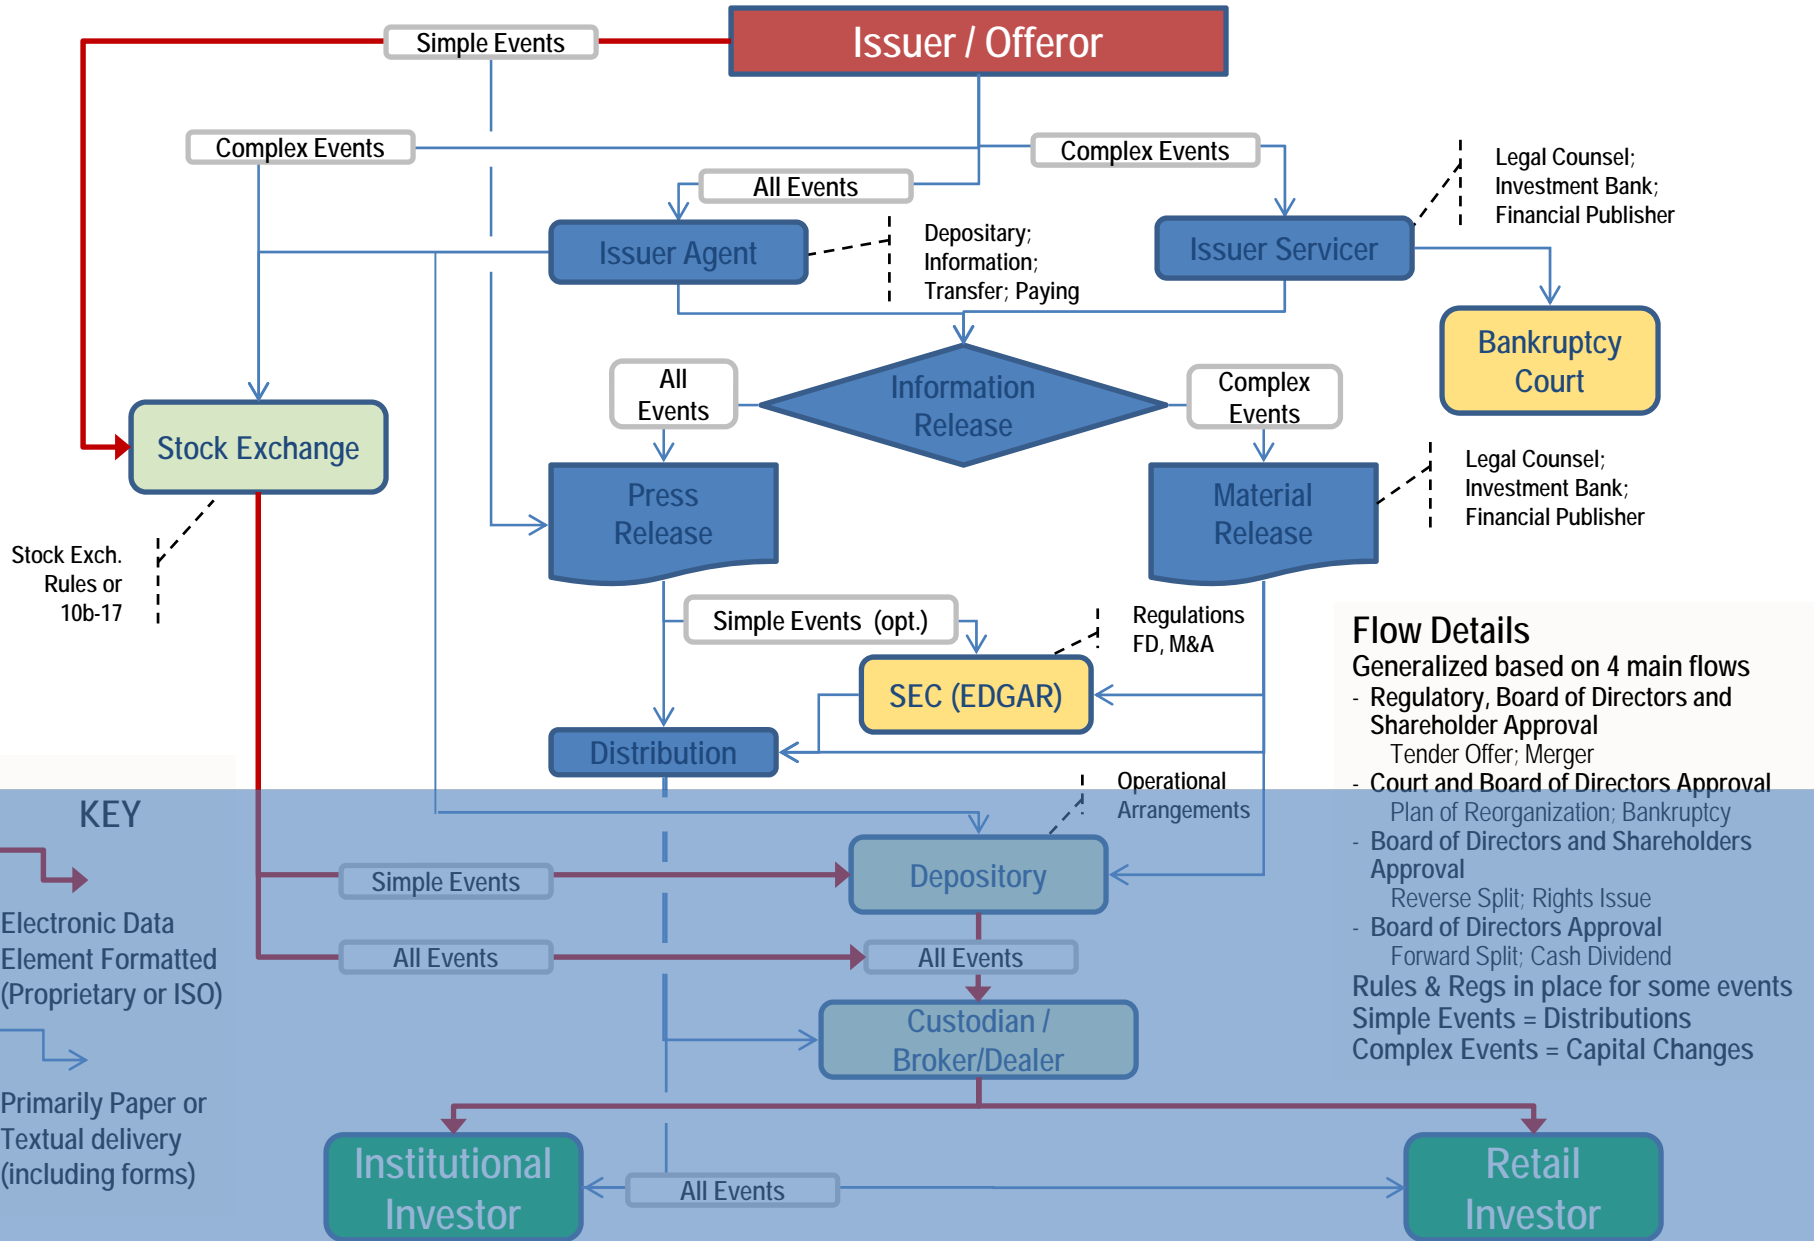 Simple Events
Issuer / Offeror
Complex Events
Complex Events
All Events
Legal Counsel;
Investment Bank;
Financial Publisher
Issuer Agent
Depositary;
Information;
Transfer; Paying
Issuer Servicer
Bankruptcy
Court
All
Events
Information
Release
Complex
Events
Stock Exchange
Press
Release
Material
Release
Legal Counsel;
Investment Bank;
Financial Publisher
Stock Exch.
Rules or
10b-17
Simple Events  (opt.)
Regulations
FD, M&A
SEC (EDGAR)
Distribution
Operational
Arrangements
Flow Details
Generalized based on 4 main flows
- Regulatory, Board of Directors and
Shareholder Approval
Tender Offer; Merger
- Court and Board of Directors Approval
Plan of Reorganization; Bankruptcy
- Board of Directors and Shareholders
Approval
Reverse Split; Rights Issue
- Board of Directors Approval
Forward Split; Cash Dividend
Rules & Regs in place for some events
Simple Events = Distributions
Complex Events = Capital Changes
KEY
Electronic Data
Element Formatted
(Proprietary or ISO)
Primarily Paper or
Textual delivery
(including forms)
Simple Events
Depository
All Events
All Events
Custodian /
Broker/Dealer
Institutional
Investor
All Events
Retail
Investor